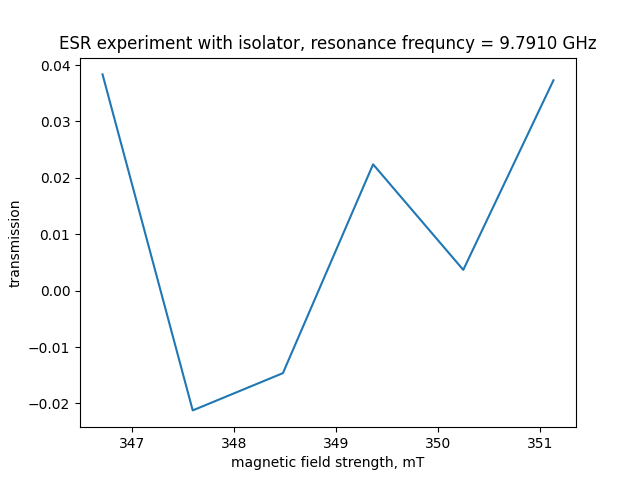 ESR experiment with isolator, resonance frequncy = 9.7910 GHz
0.04
0.03
0.02
0.01
0.00
−0.01
−0.02
transmission
347 348 349 350 351
magnetic field strength, mT